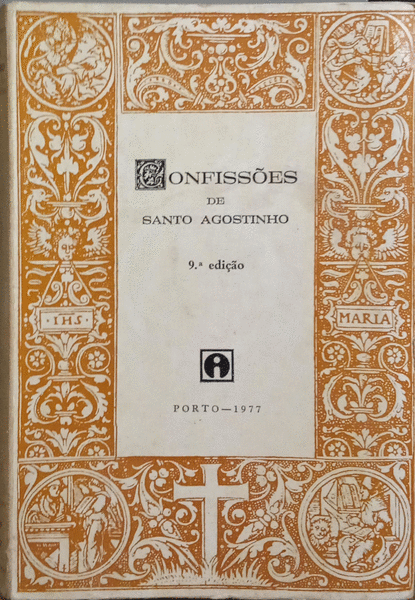 CONFISSÕES
DE
SANTO AGOSTINHO
9.ª edição
· IHS ·
MARIA
A
PORTO — 1977